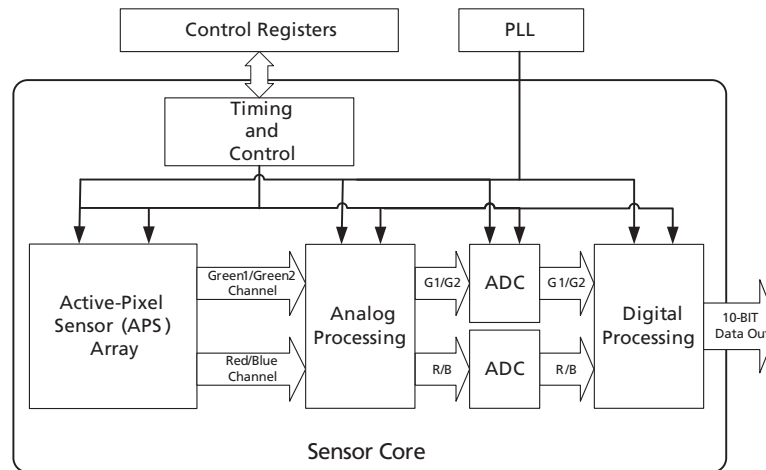 Control Registers
PLL
Timing
and
Control
Active-Pixel
Sensor (APS)
Array
Green1/Green2
Channel
Red/Blue
Channel
Analog
Processing
G1/G2
R/B
ADC
ADC
G1/G2
R/B
Digital
Processing
10-BIT
Data Out
Sensor Core